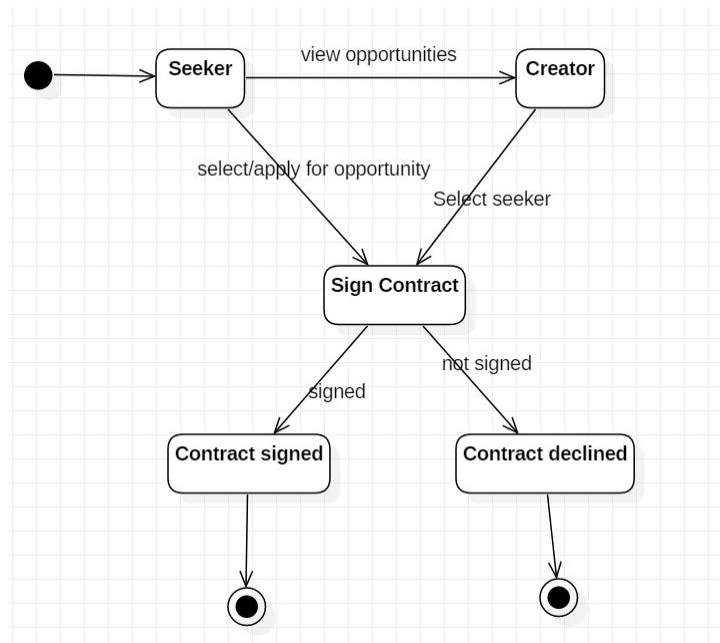 view opportunities
Seeker
Creator
select/apply for opportunity
Select seeker
Sign Contract
not signed
signed
Contract signed
Contract declined